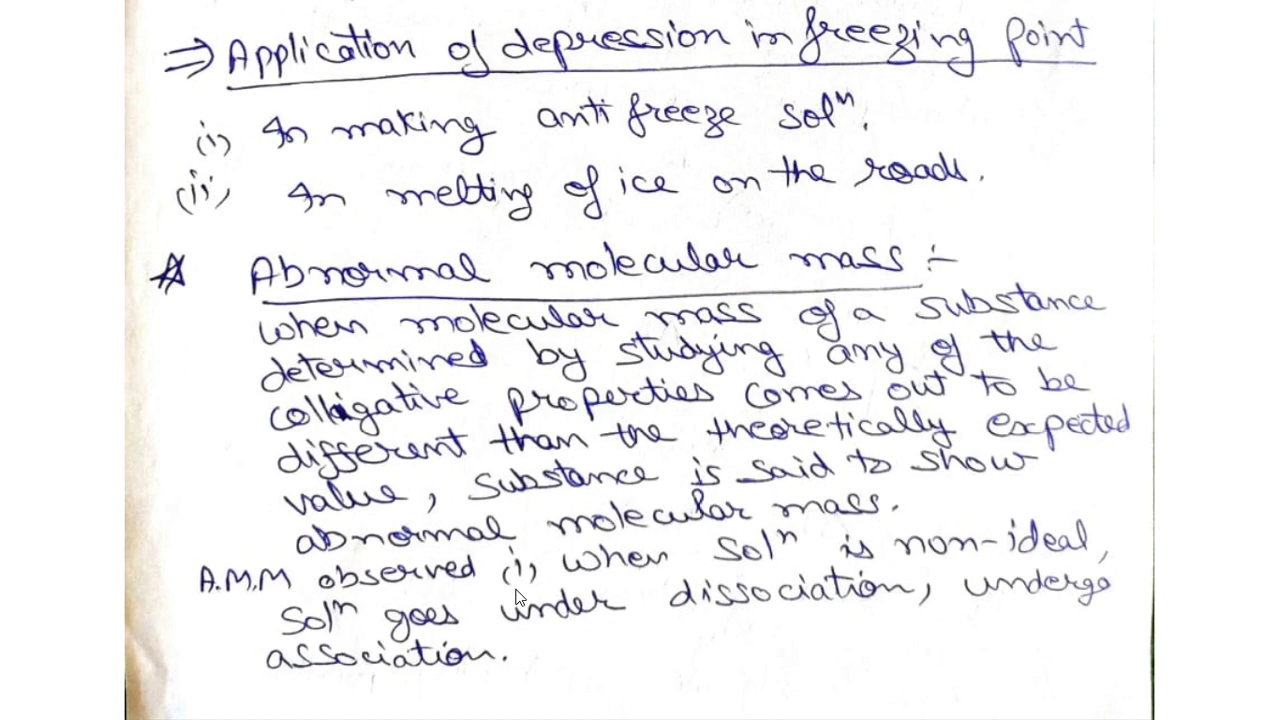 ⇒ Application of depression in freezing point
(i) In making anti freeze solⁿ.
(ii) In melting of ice on the roads.
Abnormal molecular mass :-
When molecular mass of a substance
determined by studying any of the
colligative properties comes out to be
different than the theoretically expected
value, substance is said to show
abnormal molecular mass.
A.M.M observed (i) when Solⁿ is non-ideal,
Solⁿ goes under dissociation, undergo
association.